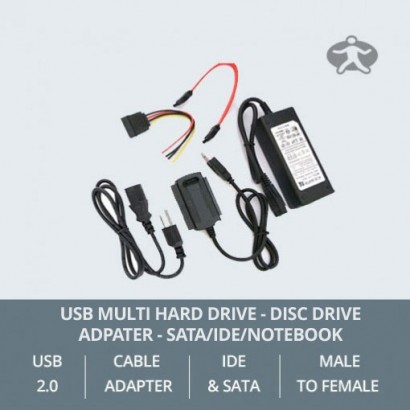 USB MULTI HARD DRIVE - DISC DRIVE
ADPATER - SATA/IDE/NOTEBOOK
USB CABLE IDE MALE
2.0 ADAPTER & SATA TO FEMALE